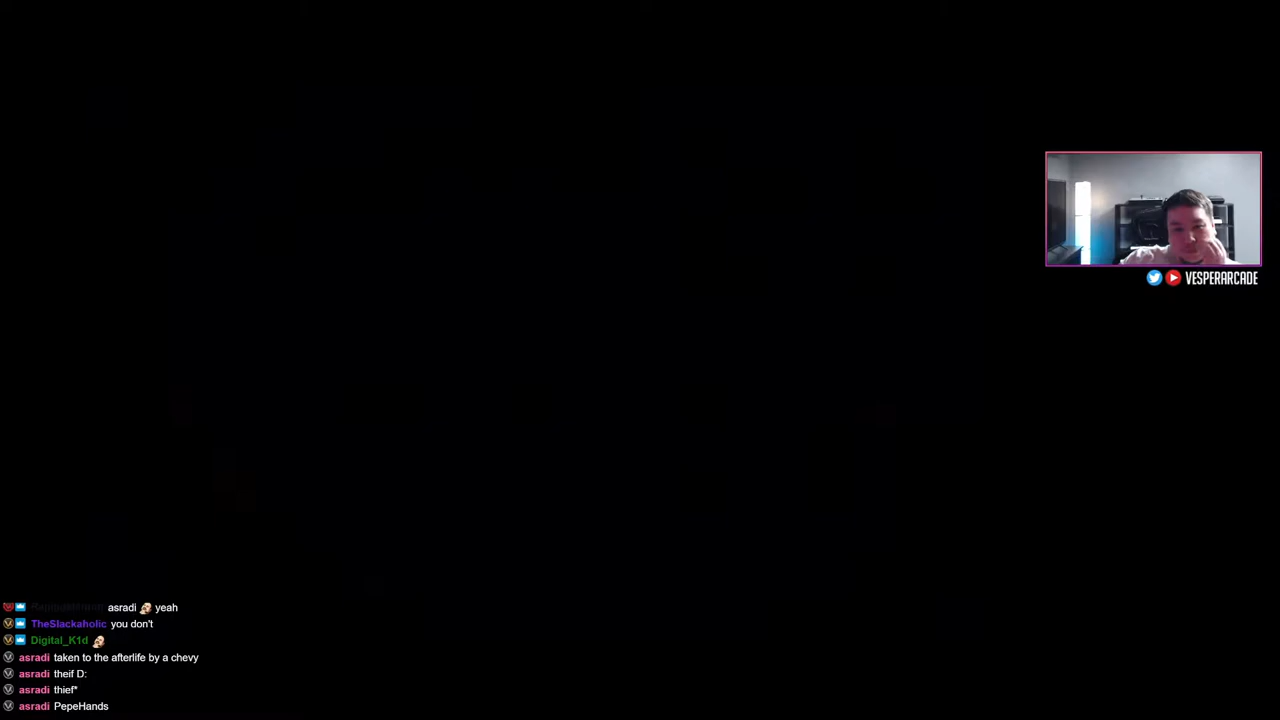 VESPERARCADE
asradi yeah
TheSlackaholic you don't
Digital_K1d
asradi taken to the afterlife by a chevy
asradi theif D:
asradi thief*
asradi PepeHands